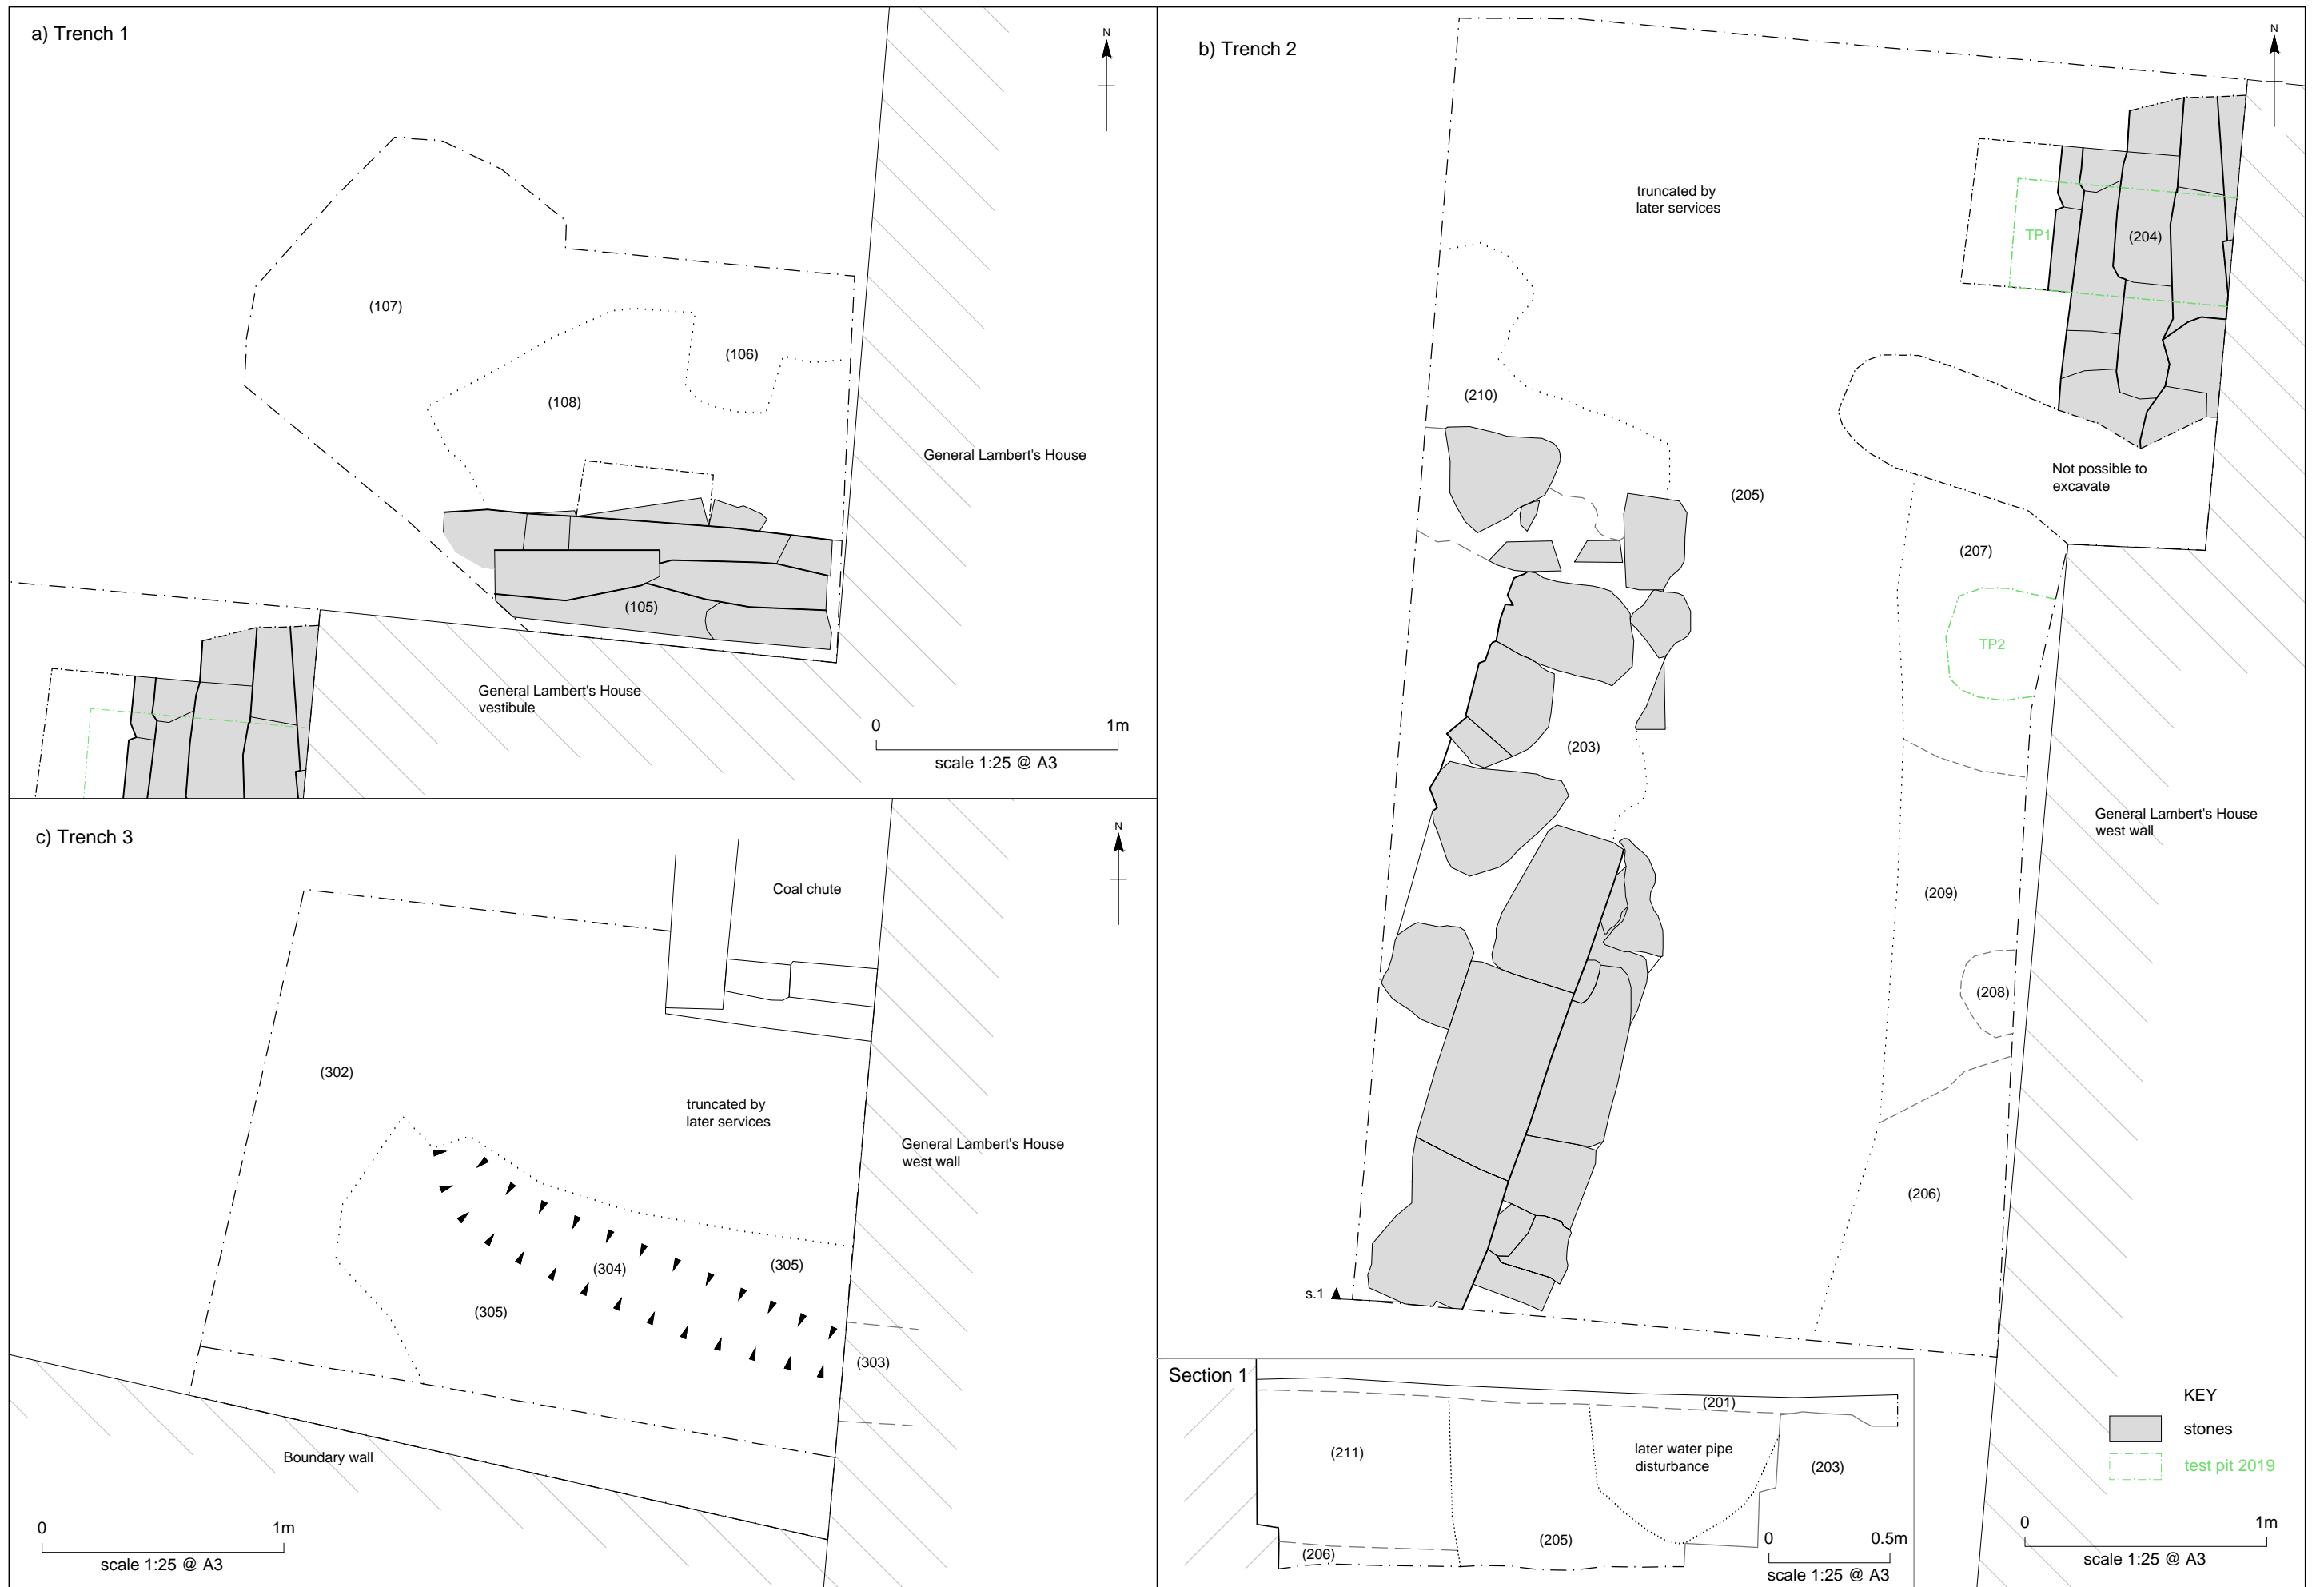 a) Trench 1
N
(107)
(106)
(108)
General Lambert's House
(105)
General Lambert's House
vestibule
0 1m
scale 1:25 @ A3
b) Trench 2
N
truncated by
later services
TP1
(204)
(210)
Not possible to
excavate
(205)
(207)
TP2
(203)
General Lambert's House
west wall
(209)
(208)
(206)
s.1
c) Trench 3
N
Coal chute
(302)
truncated by
later services
General Lambert's House
west wall
(305)
(304)
(305)
(303)
Boundary wall
0 1m
scale 1:25 @ A3
Section 1
(201)
(211)
later water pipe
disturbance
(203)
(205)
(206)
0 0.5m
scale 1:25 @ A3
KEY
stones
test pit 2019
0 1m
scale 1:25 @ A3